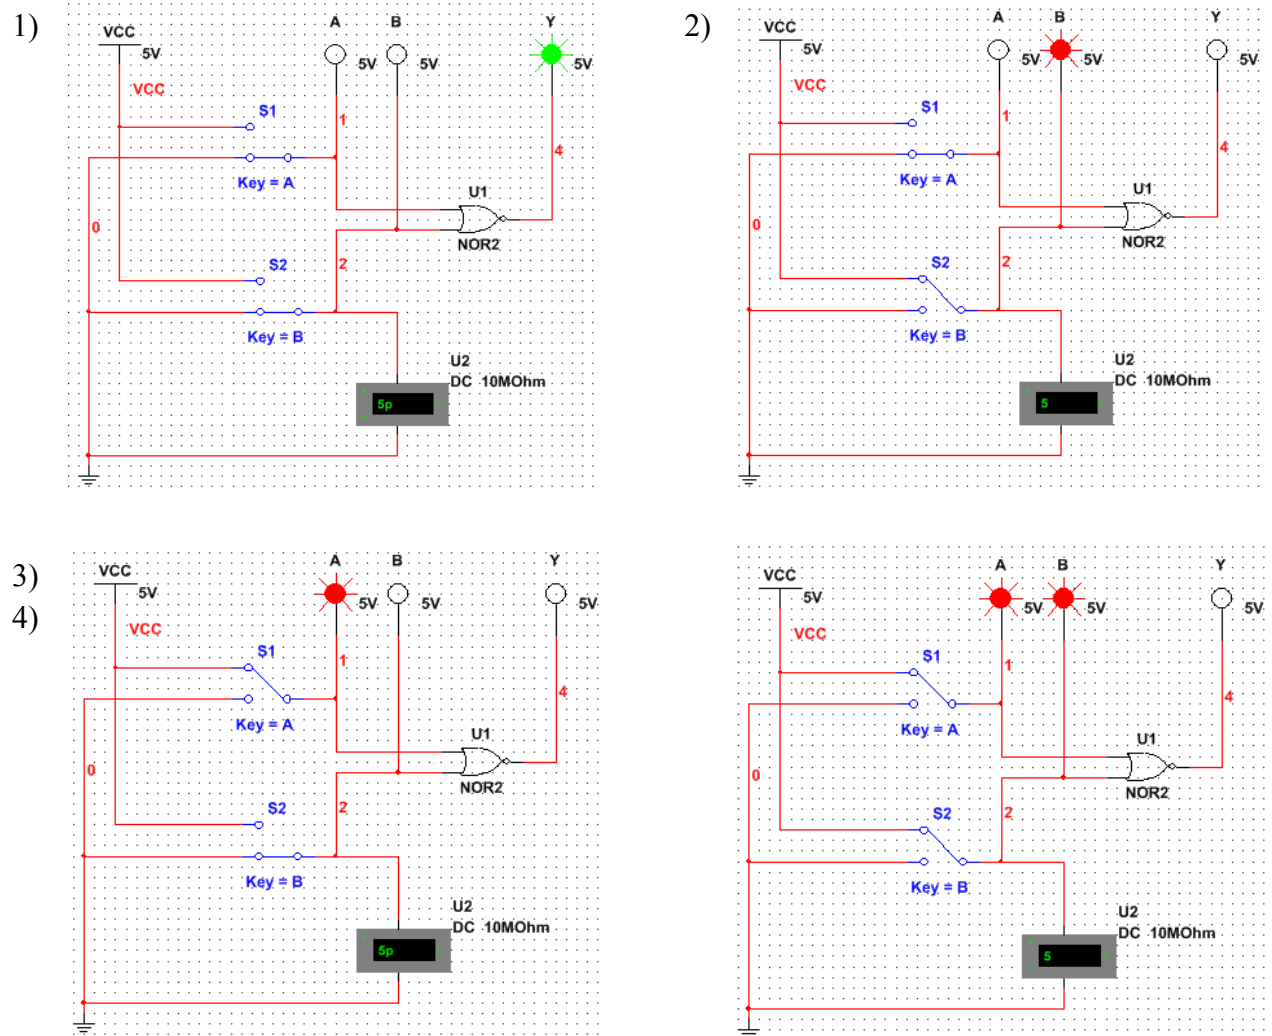 1)
VCC
5V
VCC
A
B
Y
5V
5V
5V
S1
1
4
Key = A
U1
NOR2
0
S2
2
Key = B
U2
DC 10MOhm
5p
2)
VCC
5V
VCC
A
B
Y
5V
5V
5V
S1
1
4
Key = A
U1
NOR2
0
S2
2
Key = B
U2
DC 10MOhm
5
3)
VCC
5V
VCC
A
B
Y
5V
5V
5V
S1
1
4
Key = A
U1
NOR2
0
S2
2
Key = B
U2
DC 10MOhm
5p
4)
VCC
5V
VCC
A
B
Y
5V
5V
5V
S1
1
4
Key = A
U1
NOR2
0
S2
2
Key = B
U2
DC 10MOhm
5